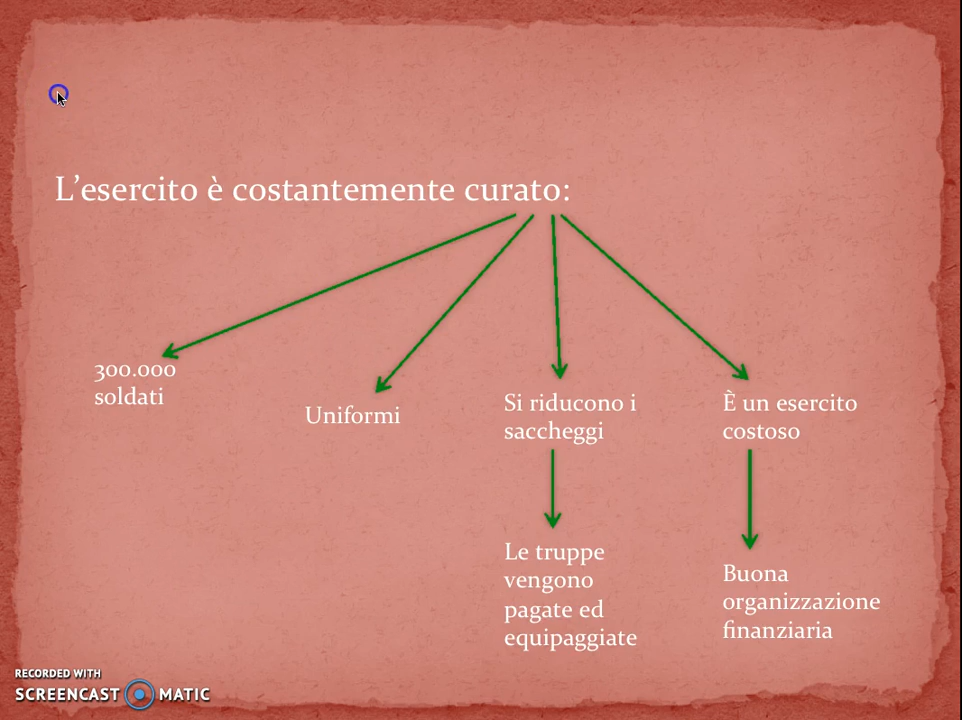 L’esercito è costantemente curato:
300.000
soldati
Uniformi
Si riducono i
saccheggi
È un esercito
costoso
Le truppe
vengono
pagate ed
equipaggiate
Buona
organizzazione
finanziaria
RECORDED WITH
SCREENCAST MATIC